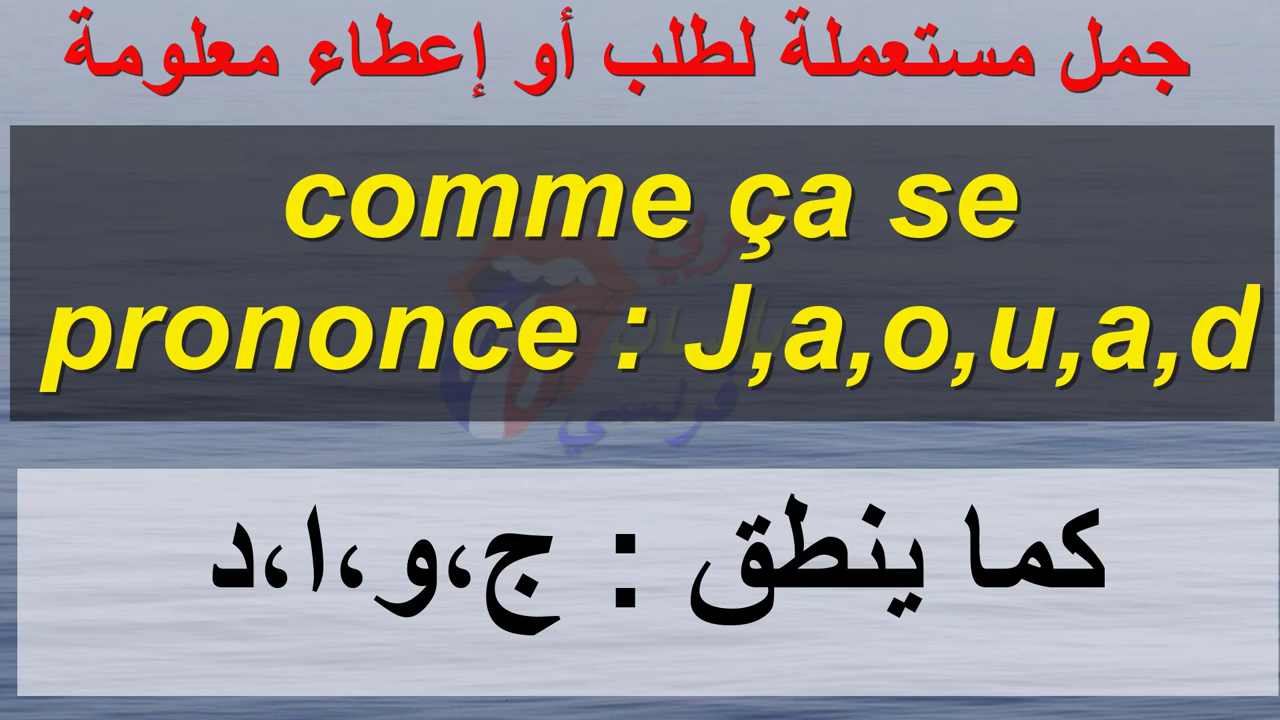 جمل مستعملة لطلب أو إعطاء معلومة
comme ça se
prononce : J,a,o,u,a,d
كما ينطق : ج،و،ا،د